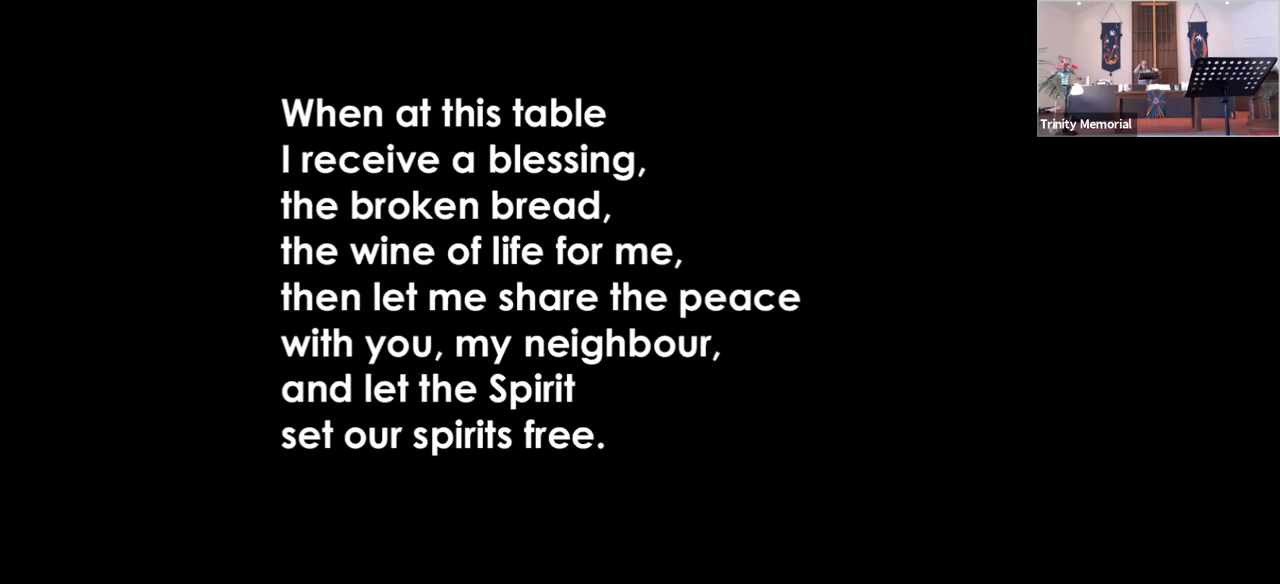 When at this table
I receive a blessing,
the broken bread,
the wine of life for me,
then let me share the peace
with you, my neighbour,
and let the Spirit
set our spirits free.
Trinity Memorial